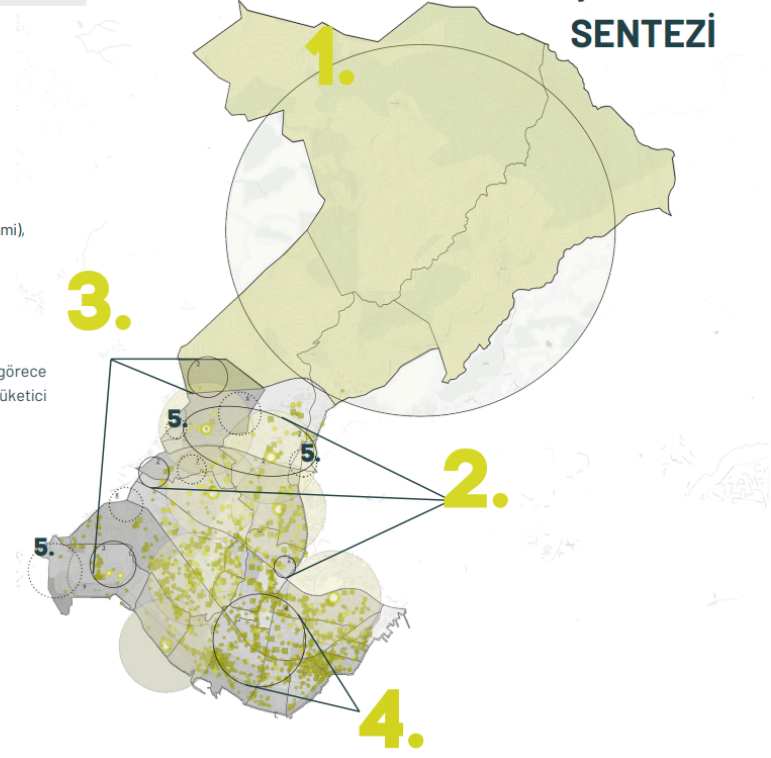 SENTEZİ
1.
mi),
3.
görece
üketici
5.
5.
2.
5.
4.